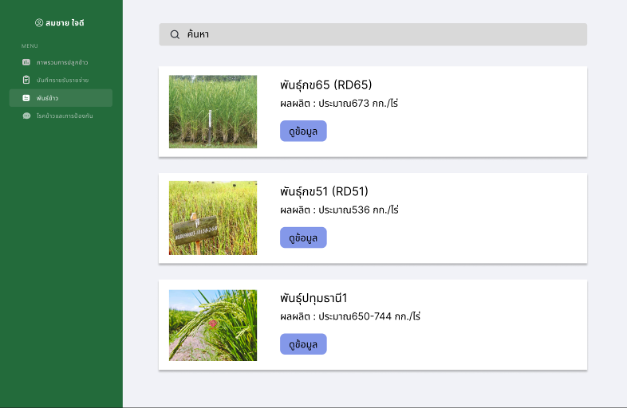 สมชาย ใจดี
MENU
ภาพรวมการปลูกข้าว
บันทึกรายรับรายจ่าย
พันธุ์ข้าว
โรคข้าวและการป้องกัน
ค้นหา
พันธุ์กข65 (RD65)
ผลผลิต : ประมาณ673 กก./ไร่
ดูข้อมูล
พันธุ์กข51 (RD51)
ผลผลิต : ประมาณ536 กก./ไร่
ดูข้อมูล
พันธุ์ปทุมธานี1
ผลผลิต : ประมาณ650-744 กก./ไร่
ดูข้อมูล